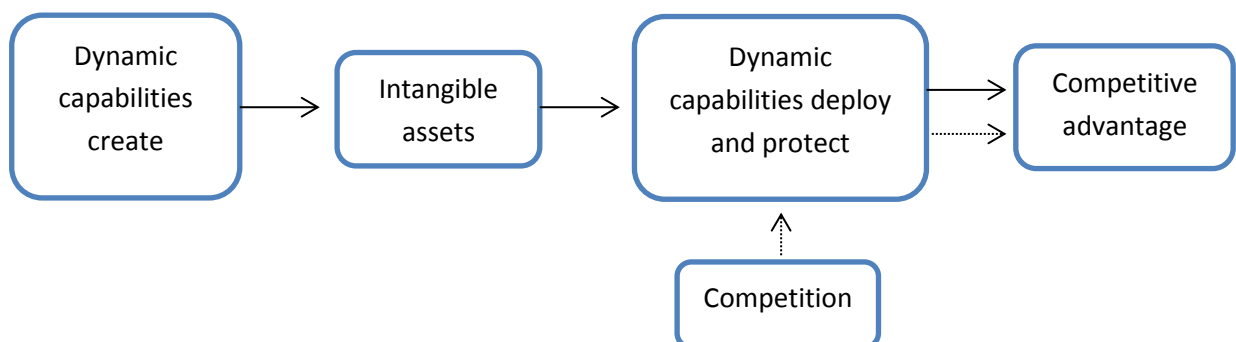 Dynamic
capabilities
create
Intangible
assets
Dynamic
capabilities deploy
and protect
Competitive
advantage
Competition